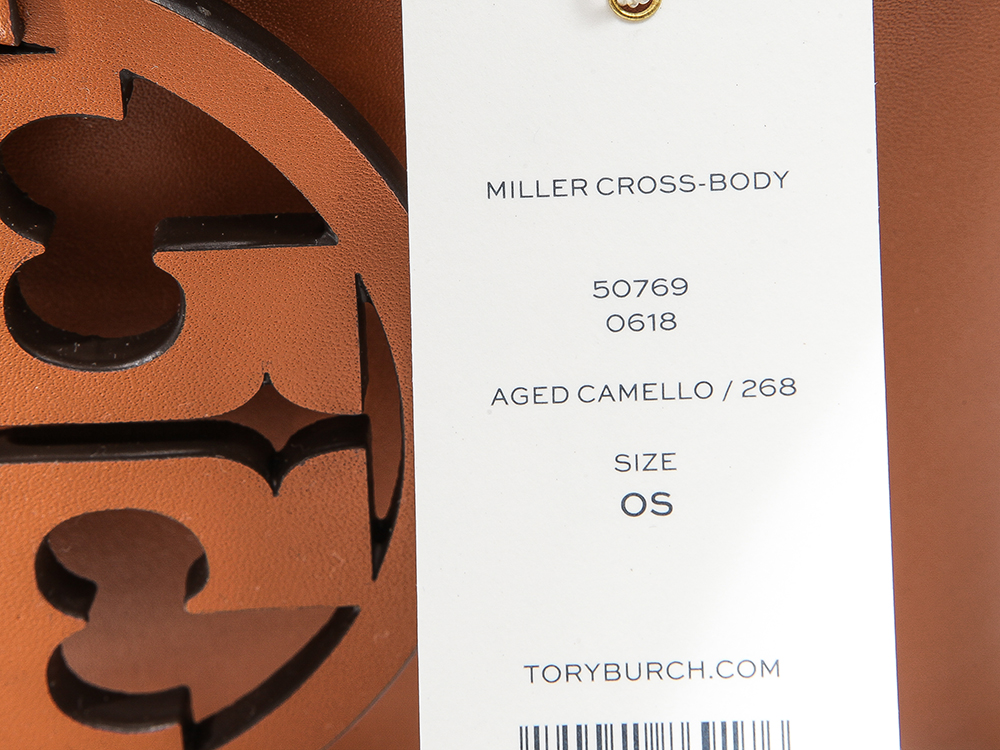 MILLER CROSS-BODY
50769
0618
AGED CAMELLO / 268
SIZE
OS
TORYBURCH.COM